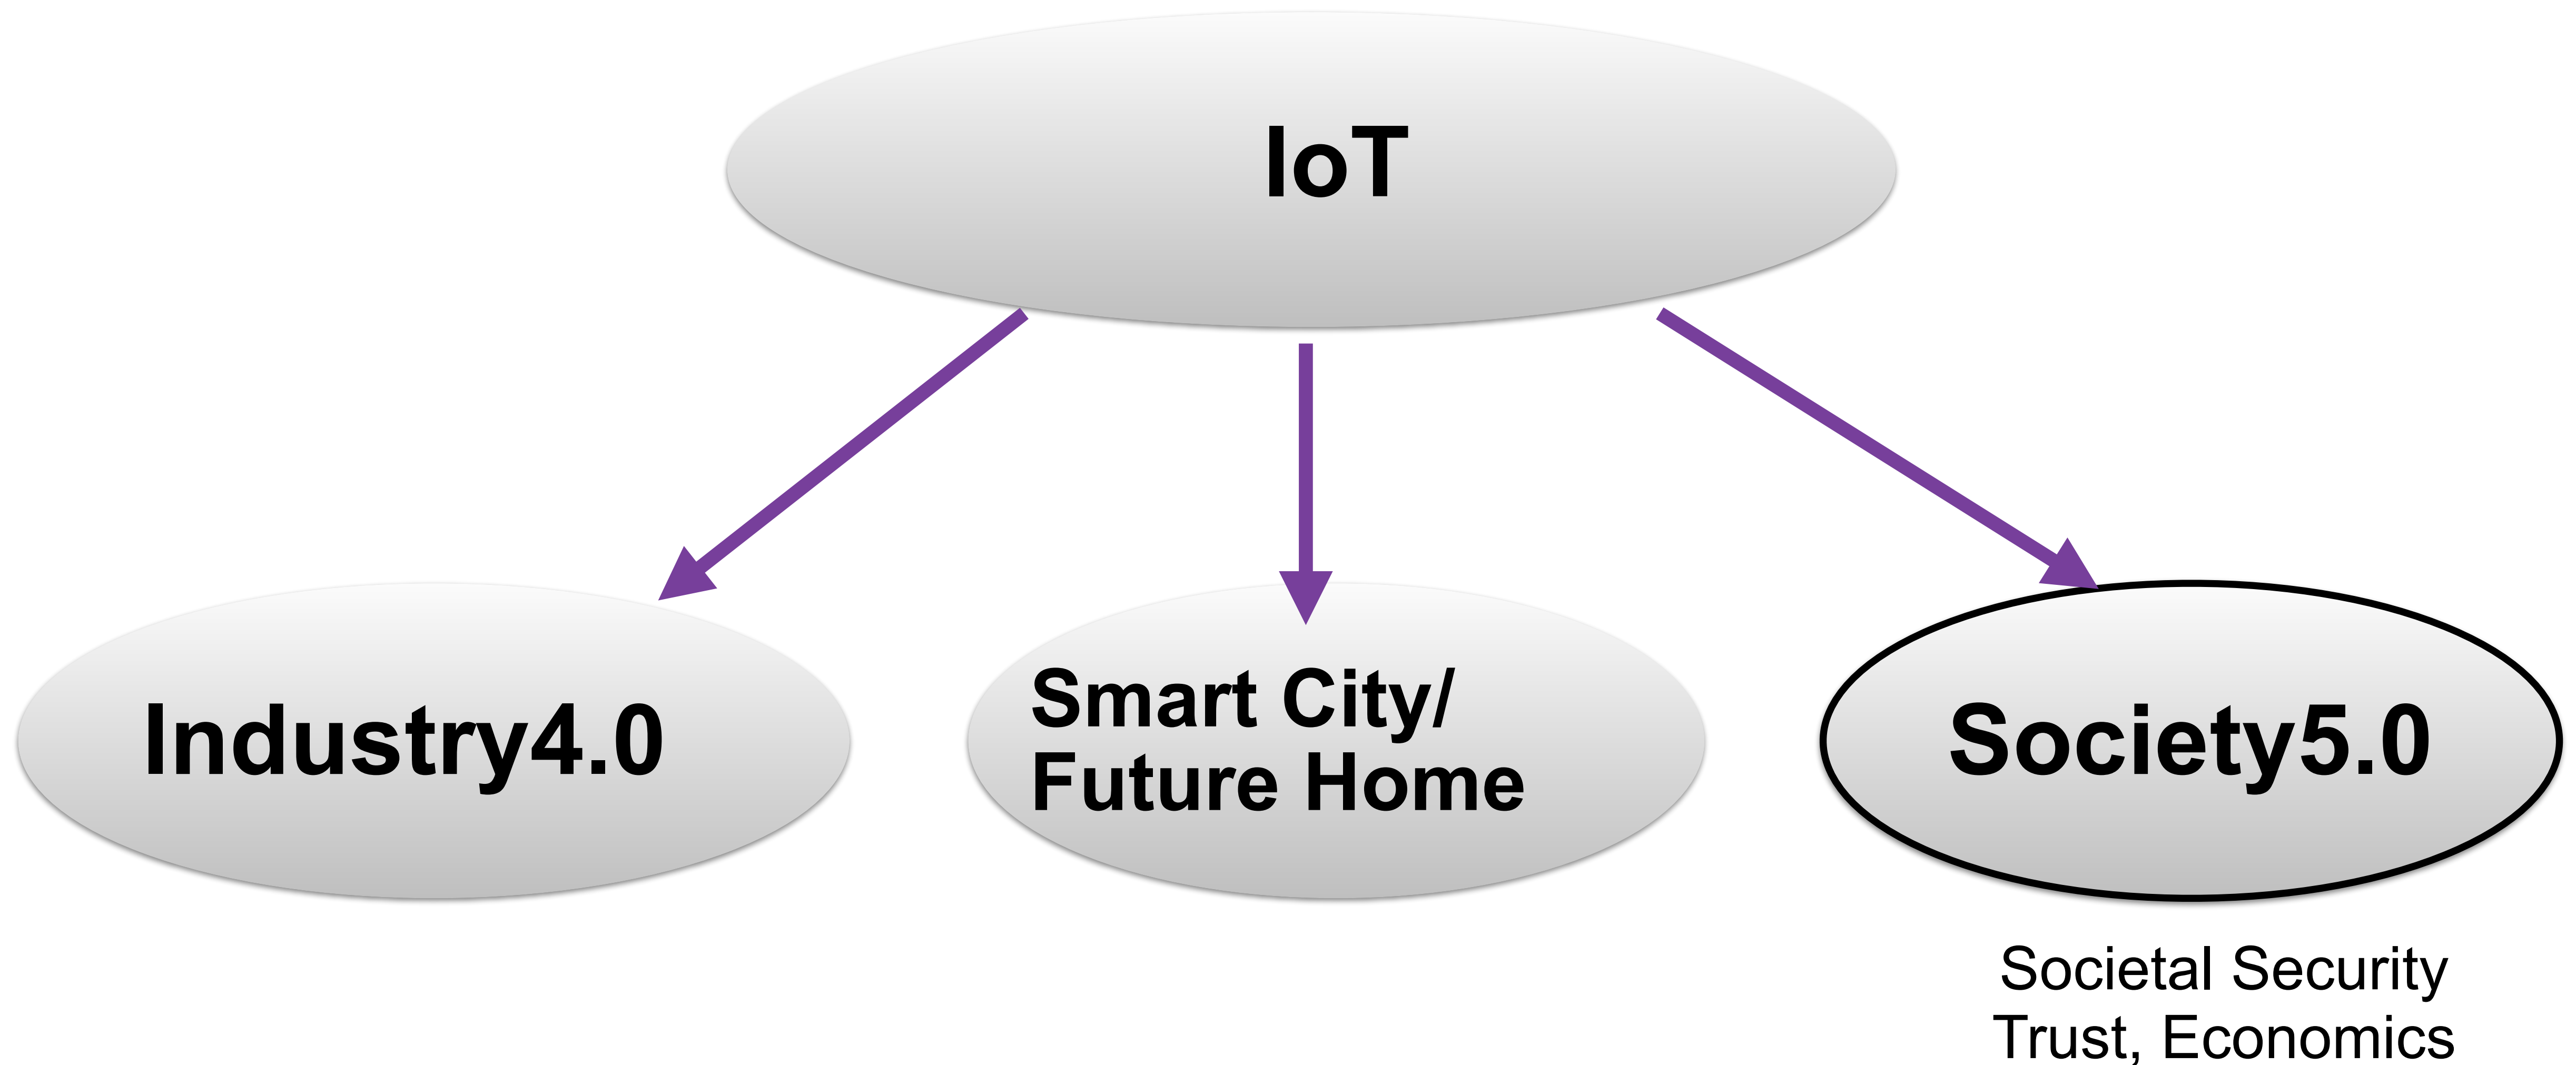 IoT
Industry4.0
Smart City/
Future Home
Society5.0
Societal Security
Trust, Economics